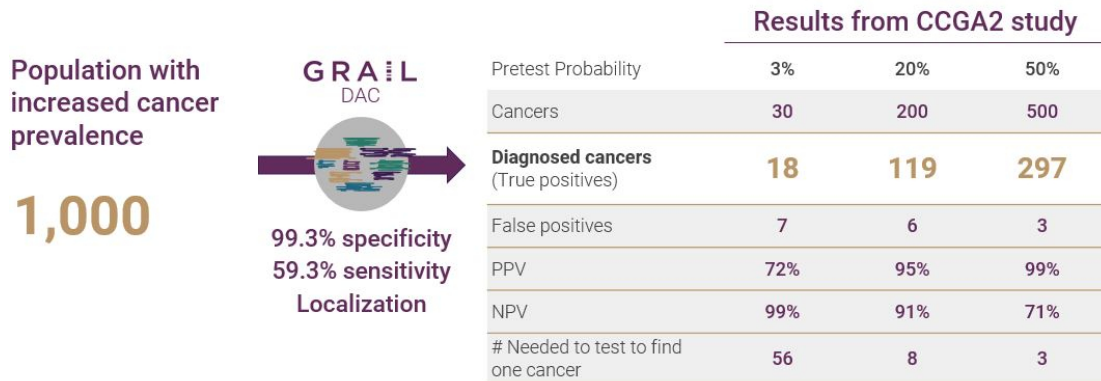 Results from CCGA2 study
Population with
increased cancer
prevalence
1,000
GRAIL
DAC
99.3% specificity
59.3% sensitivity
Localization
Pretest Probability 3% 20% 50%
Cancers 30 200 500
Diagnosed cancers
(True positives) 18 119 297
False positives 7 6 3
PPV 72% 95% 99%
NPV 99% 91% 71%
# Needed to test to find
one cancer 56 8 3